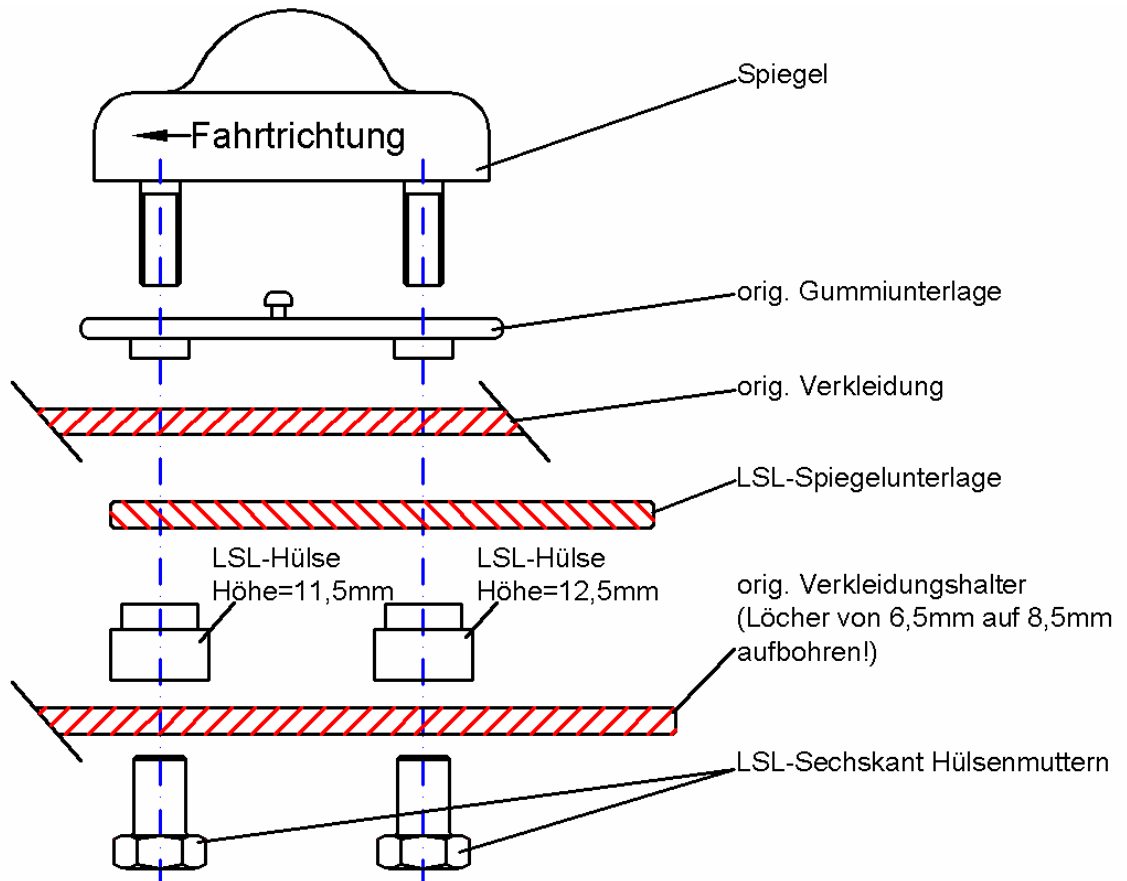 Spiegel
Fahrtrichtung
orig. Gummiunterlage
orig. Verkleidung
LSL-Spiegelunterlage
LSL-Hülse
Höhe=11,5mm
LSL-Hülse
Höhe=12,5mm
orig. Verkleidungshalter
(Löcher von 6,5mm auf 8,5mm
aufbohren!)
LSL-Sechskant Hülsenmuttern